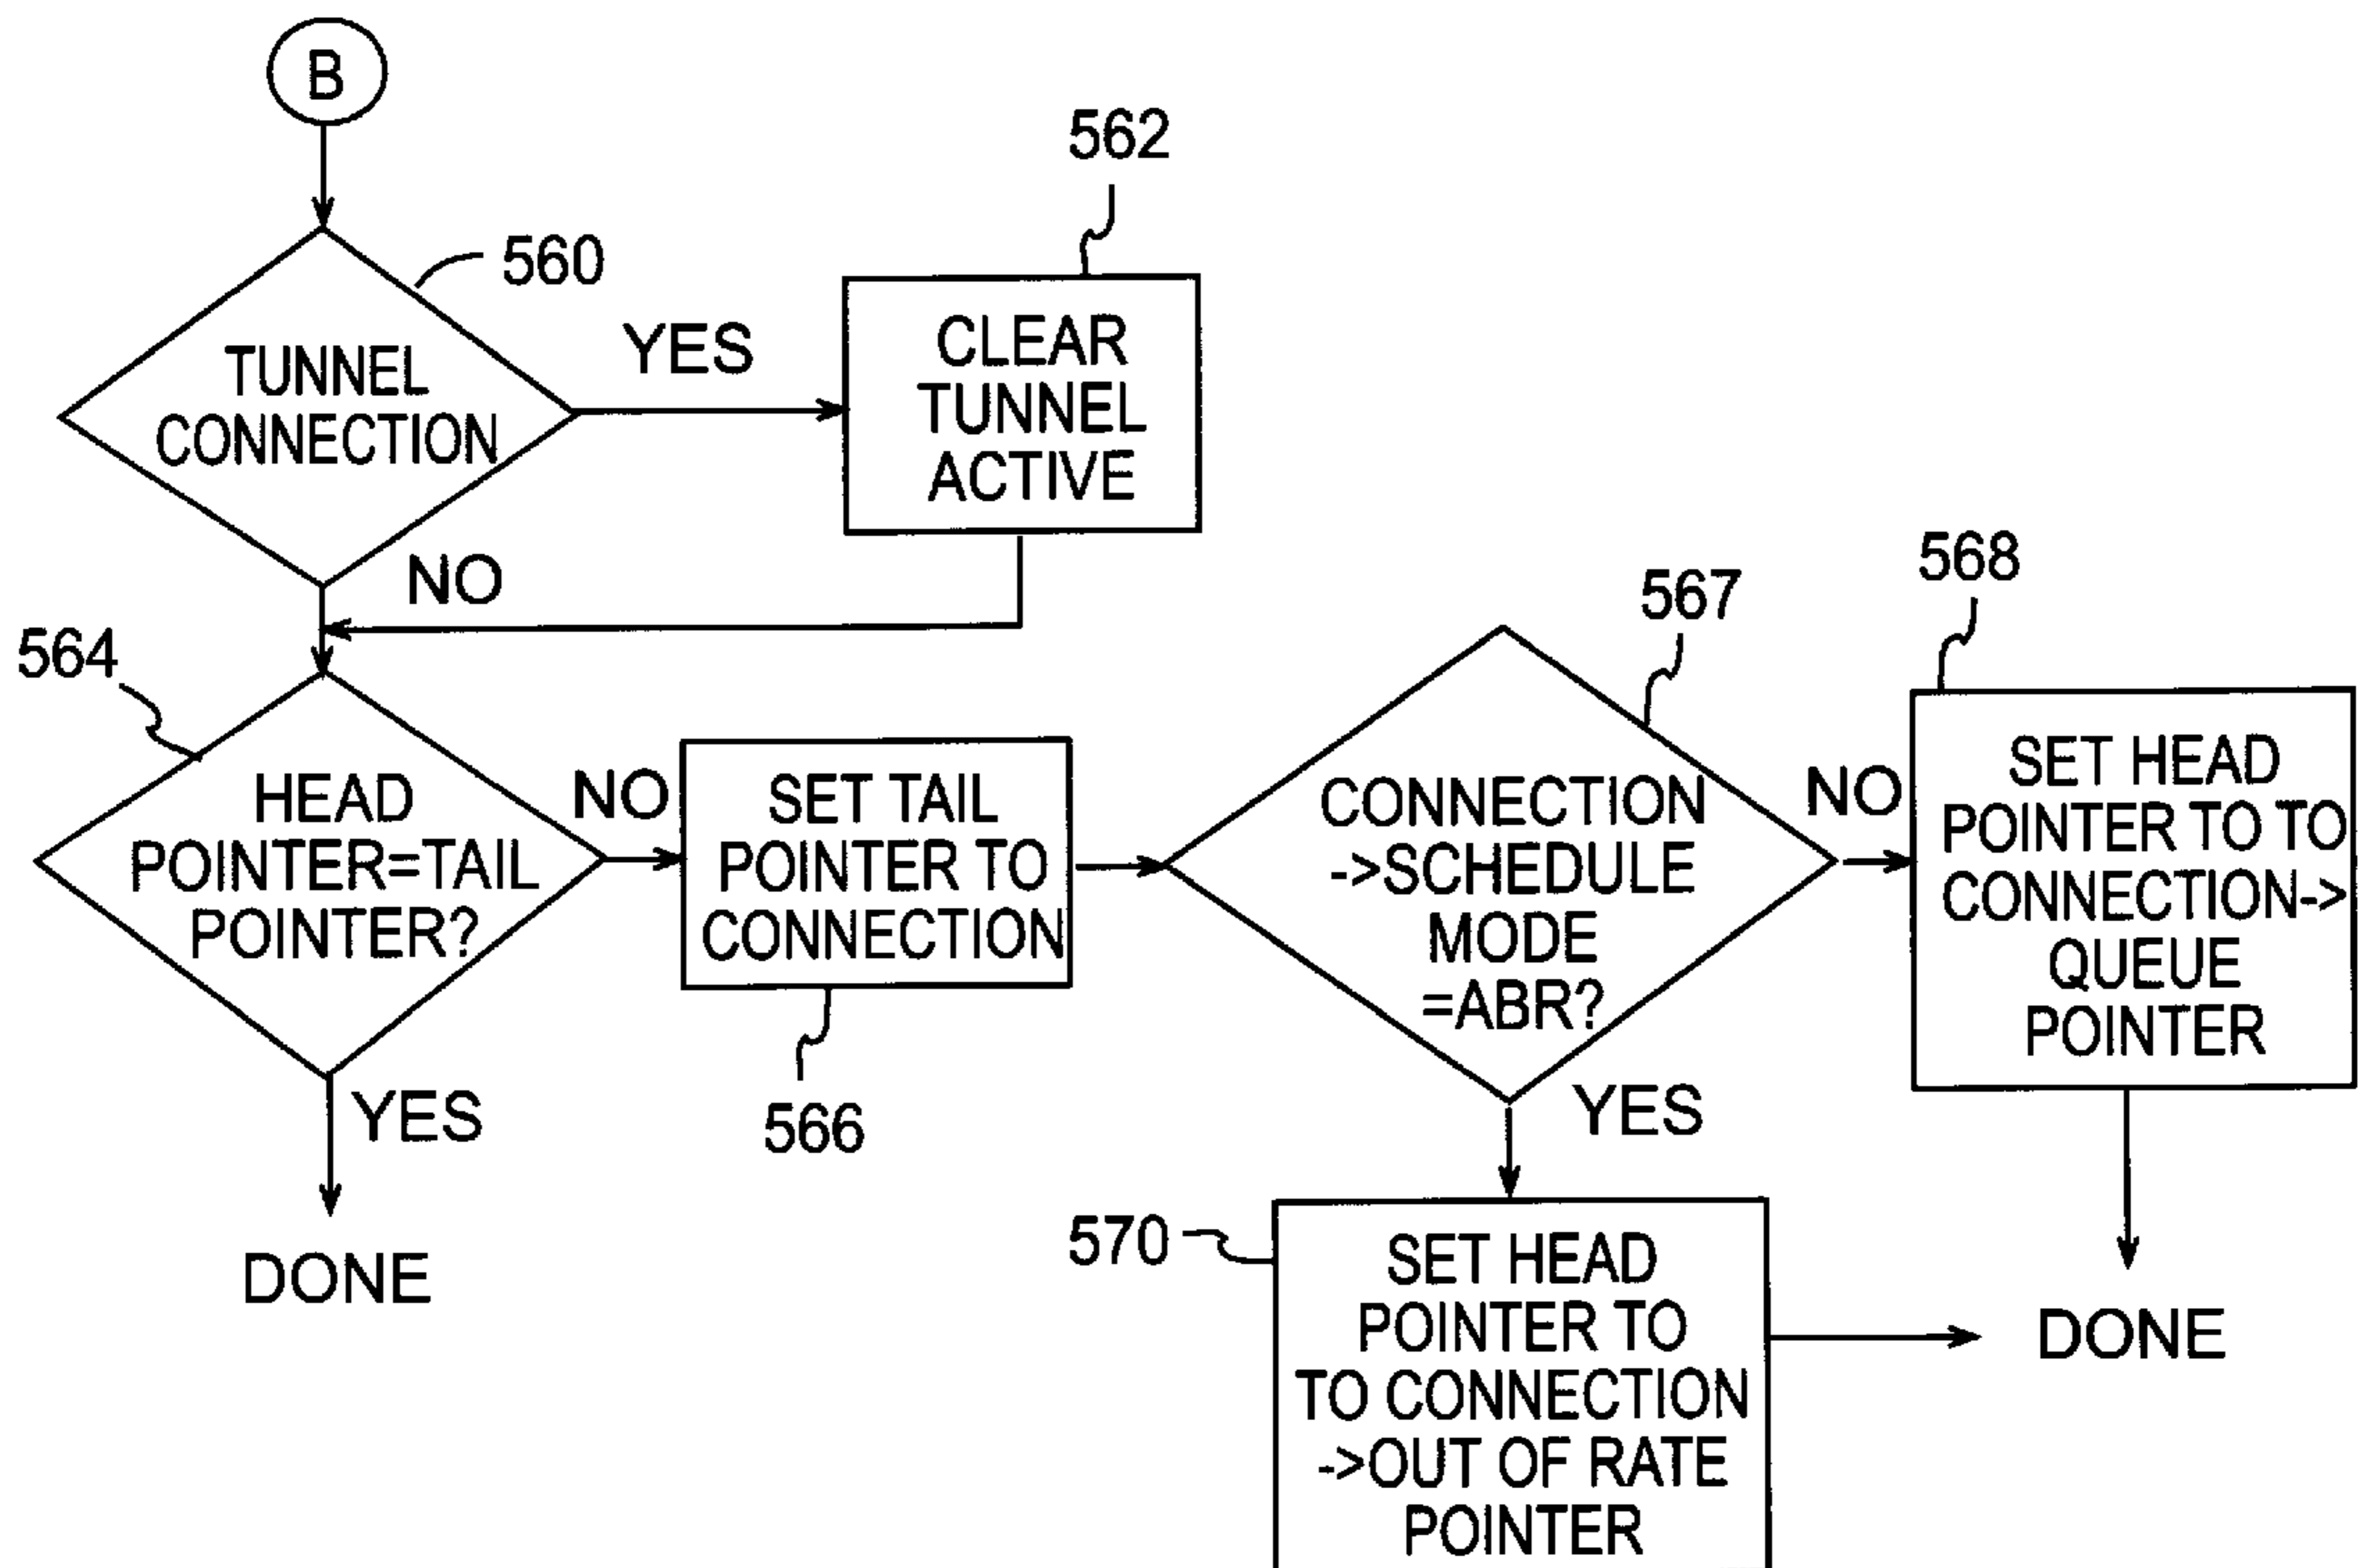 B
560
TUNNEL
CONNECTION
YES
562
CLEAR
TUNNEL
ACTIVE
NO
564
HEAD
POINTER=TAIL
POINTER?
NO
YES
DONE
SET TAIL
POINTER TO
CONNECTION
566
567
CONNECTION
->SCHEDULE
MODE
=ABR?
NO
YES
568
SET HEAD
POINTER TO TO
CONNECTION->
QUEUE
POINTER
DONE
570
SET HEAD
POINTER TO
TO CONNECTION
->OUT OF RATE
POINTER